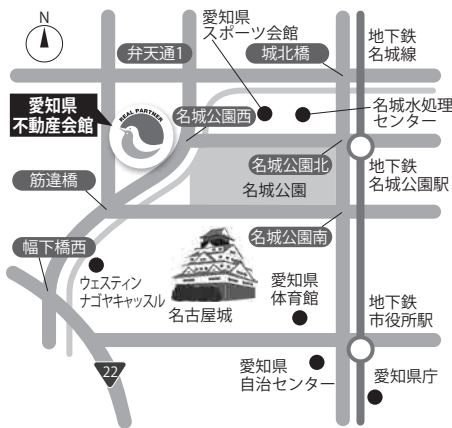 N
弁天通1
愛知県
スポーツ会館
城北橋
地下鉄
名城線
愛知県
不動産会館
REAL PARTNER
名城公園西
名城水処理
センター
名城公園北
地下鉄
名城公園駅
筋違橋
名城公園
名城公園南
幅下橋西
ウェスティン
ナゴヤキャッスル
名古屋城
愛知県
体育館
地下鉄
市役所駅
22
愛知県
自治センター
愛知県庁